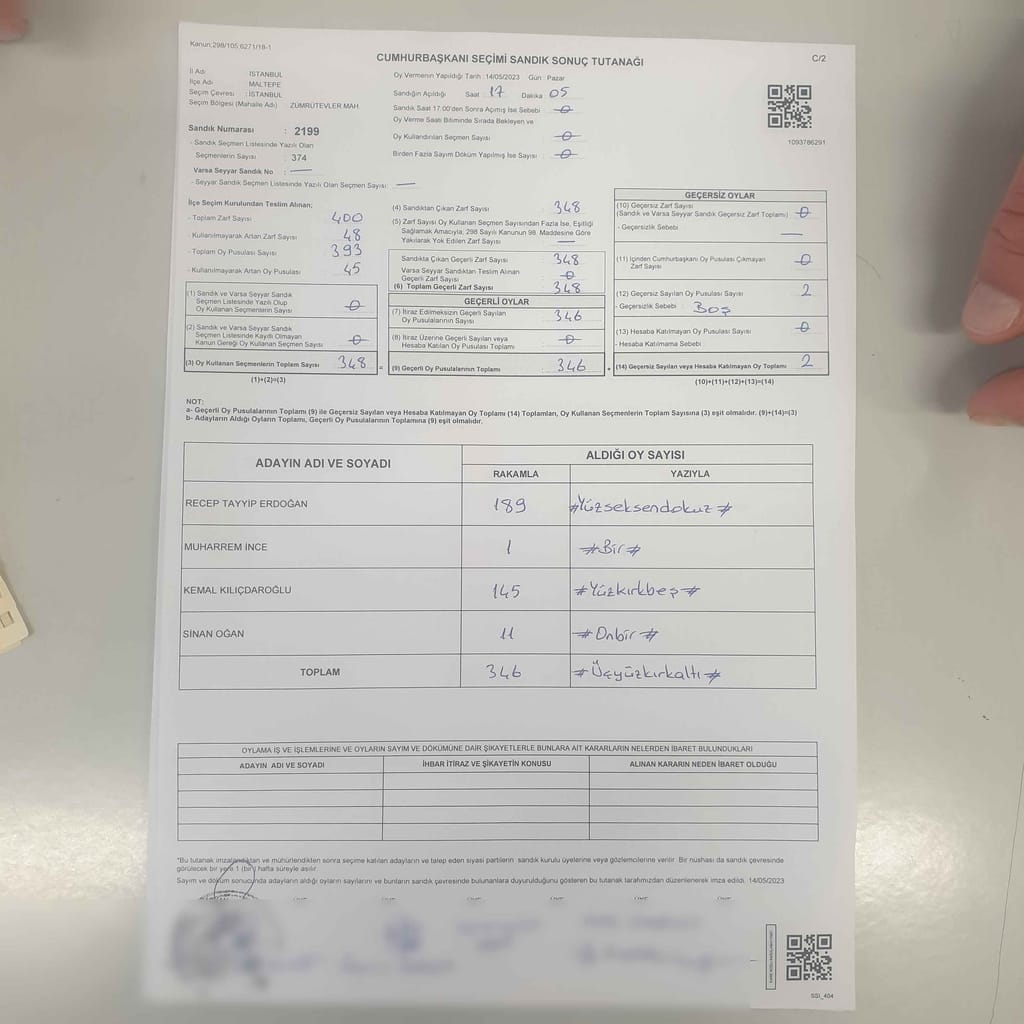 Kanun;298/105;6271/18-1
CUMHURBAŞKANI SEÇİMİ SANDIK SONUÇ TUTANAĞI
C/2
İl Adı : İSTANBUL
İlçe Adı : MALTEPE
Seçim Çevresi : İSTANBUL
Seçim Bölgesi (Mahalle Adı) : ZÜMRÜTEVLER MAH.
Sandık Numarası : 2199
- Sandık Seçmen Listesinde Yazılı Olan
Seçmenlerin Sayısı : 374
Varsa Seyyar Sandık No : —
- Seyyar Sandık Seçmen Listesinde Yazılı Olan Seçmen Sayısı: —
Oy Vermenin Yapıldığı Tarih : 14/05/2023 Gün : Pazar
Sandığın Açıldığı Saat 17 Dakika 05
Sandık Saat 17.00'den Sonra Açmış İse Sebebi 0
Oy Verme Saati Bitiminde Sırada Bekleyen ve
Oy Kullandırılan Seçmen Sayısı 0
Birden Fazla Sayım Döküm Yapılmış İse Sayısı 0
1093786291
İlçe Seçim Kurulundan Teslim Alınan;
- Toplam Zarf Sayısı 400
- Kullanılmayarak Artan Zarf Sayısı 48
- Toplam Oy Pusulası Sayısı 393
- Kullanılmayarak Artan Oy Pusulası 45
(1) Sandık ve Varsa Seyyar Sandık
Seçmen Listesinde Yazılı Olup
Oy Kullanan Seçmenlerin Sayısı 0
(2) Sandık ve Varsa Seyyar Sandık
Seçmen Listesinde Kaydı Olmayan
Kanun Gereği Oy Kullanan Seçmen Sayısı 0
(3) Oy Kullanan Seçmenlerin Toplam Sayısı 348 =
(1)+(2)=(3)
(4) Sandıktan Çıkan Zarf Sayısı 348
(5) Zarf Sayısı Oy Kullanan Seçmen Sayısından Fazla İse, Eşitliği
Sağlamak Amacıyla; 298 Sayılı Kanunun 98. Maddesine Göre
Yakılarak Yok Edilen Zarf Sayısı —
Sandıkta Çıkan Geçerli Zarf Sayısı 348
Varsa Seyyar Sandıktan Teslim Alınan
Geçerli Zarf Sayısı 0
(6) Toplam Geçerli Zarf Sayısı 348
GEÇERLİ OYLAR
(7) İtiraz Edilmeksizin Geçerli Sayılan
Oy Pusulalarının Sayısı 346
(8) İtiraz Üzerine Geçerli Sayılan veya
Hesaba Katılan Oy Pusulası Toplamı 0
(9) Geçerli Oy Pusulalarının Toplamı : 346 +
GEÇERSİZ OYLAR
(10) Geçersiz Zarf Sayısı
(Sandık ve Varsa Seyyar Sandık Geçersiz Zarf Toplamı) 0
- Geçersizlik Sebebi —
(11) İçinden Cumhurbaşkanı Oy Pusulası Çıkmayan
Zarf Sayısı 0
(12) Geçersiz Sayılan Oy Pusulası Sayısı 2
- Geçersizlik Sebebi : BOŞ
(13) Hesaba Katılmayan Oy Pusulası Sayısı 0
- Hesaba Katılmama Sebebi
(14) Geçersiz Sayılan veya Hesaba Katılmayan Oy Toplamı 2
(10)+(11)+(12)+(13)=(14)
NOT:
a- Geçerli Oy Pusulalarının Toplamı (9) ile Geçersiz Sayılan veya Hesaba Katılmayan Oy Toplamı (14) Toplamları, Oy Kullanan Seçmenlerin Toplam Sayısına (3) eşit olmalıdır. (9)+(14)=(3)
b- Adayların Aldığı Oyların Toplamı, Geçerli Oy Pusulalarının Toplamına (9) eşit olmalıdır.
ADAYIN ADI VE SOYADI ALDIĞI OY SAYISI
RAKAMLA YAZIYLA
RECEP TAYYİP ERDOĞAN 189 #Yüzseksendokuz#
MUHARREM İNCE 1 #Bir#
KEMAL KILIÇDAROĞLU 145 #Yüzkırkbeş#
SİNAN OĞAN 11 #Onbir#
TOPLAM 346 #Üçyüzkırkaltı#
OYLAMA İŞ VE İŞLEMLERİNE VE OYLARIN SAYIM VE DÖKÜMÜNE DAİR ŞİKAYETLERLE BUNLARA AİT KARARLARIN NELERDEN İBARET BULUNDUKLARI
ADAYIN ADI VE SOYADI İHBAR İTİRAZ VE ŞİKAYETİN KONUSU ALINAN KARARIN NEDEN İBARET OLDUĞU
*Bu tutanak imzalandıktan ve mühürlendikten sonra seçime katılan adayların ve talep eden siyasi partilerin sandık kurulu üyelerine veya gözlemcilerine verilir. Bir nüshası da sandık çevresinde
görülecek bir yere 1 (bir) hafta süreyle asılır.
Sayım ve döküm sonucunda adayların aldığı oyların sayılarını ve bunların sandık çevresinde bulunanlara duyurulduğunu gösteren bu tutanak tarafımızdan düzenlenerek imza edildi. 14/05/2023
SSI_404